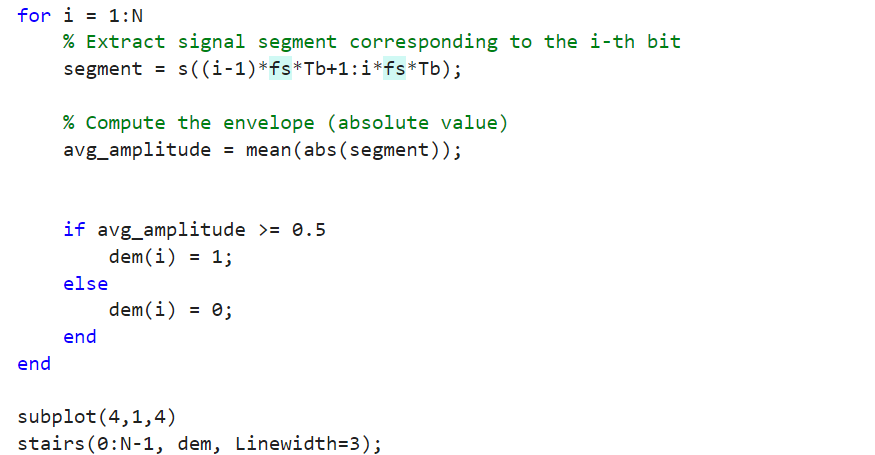 for i = 1:N
    % Extract signal segment corresponding to the i-th bit
    segment = s((i-1)*fs*Tb+1:i*fs*Tb);
    % Compute the envelope (absolute value)
    avg_amplitude = mean(abs(segment));
    if avg_amplitude >= 0.5
        dem(i) = 1;
    else
        dem(i) = 0;
    end
end
subplot(4,1,4)
stairs(0:N-1, dem, Linewidth=3);